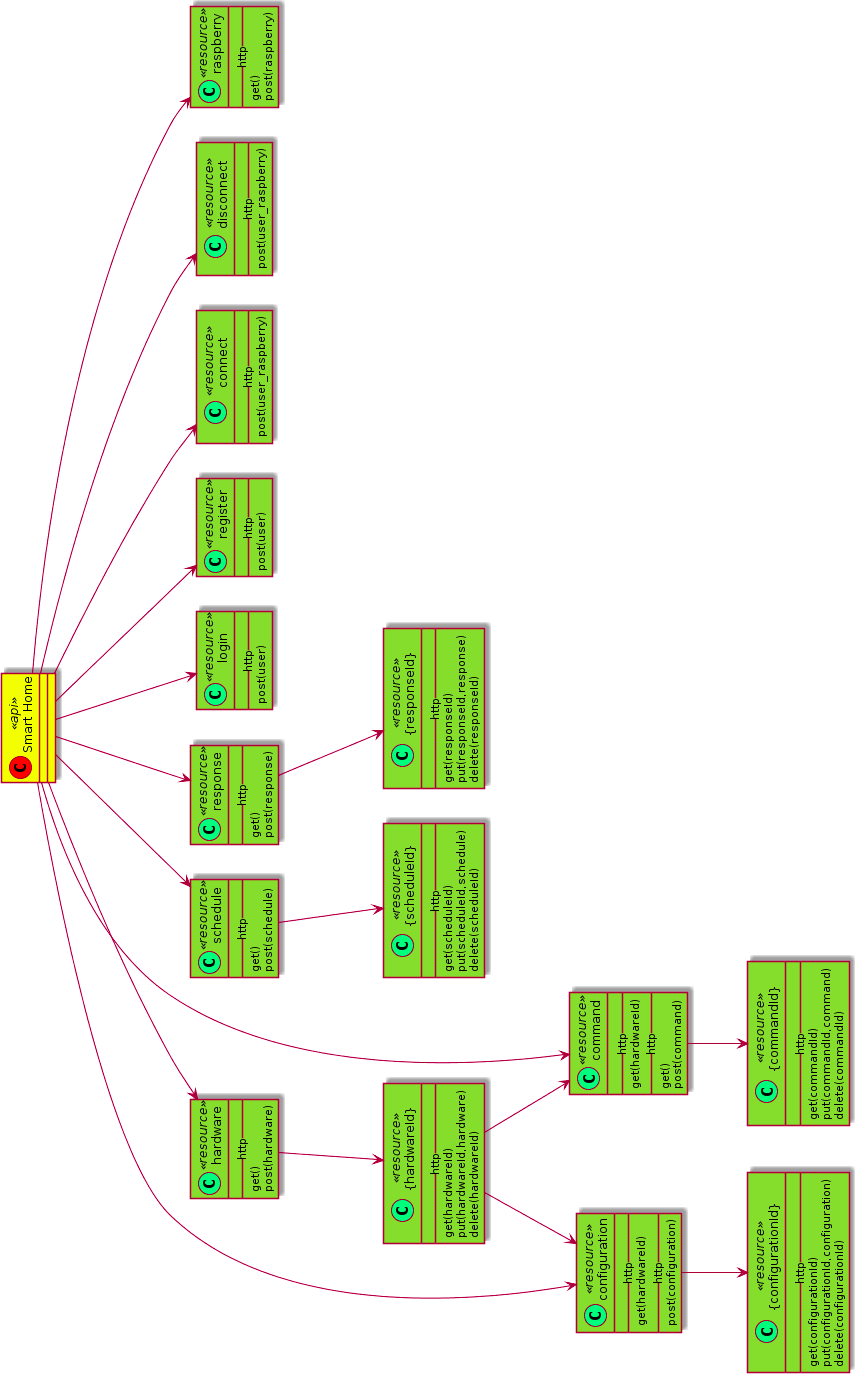 «api»
Smart Home
C
«resource»
raspberry
C
http
get()
post(raspberry)
«resource»
disconnect
C
http
post(user_raspberry)
«resource»
connect
C
http
post(user_raspberry)
«resource»
register
C
http
post(user)
«resource»
login
C
http
post(user)
«resource»
response
C
http
get()
post(response)
«resource»
{responseId}
C
http
get(responseId)
put(responseId,response)
delete(responseId)
«resource»
schedule
C
http
get()
post(schedule)
«resource»
{scheduleId}
C
http
get(scheduleId)
put(scheduleId,schedule)
delete(scheduleId)
«resource»
hardware
C
http
get()
post(hardware)
«resource»
{hardwareId}
C
http
get(hardwareId)
put(hardwareId,hardware)
delete(hardwareId)
«resource»
command
C
http
get(hardwareId)
http
get()
post(command)
«resource»
{commandId}
C
http
get(commandId)
put(commandId,command)
delete(commandId)
«resource»
configuration
C
http
get(hardwareId)
http
post(configuration)
«resource»
{configurationId}
C
http
get(configurationId)
put(configurationId,configuration)
delete(configurationId)